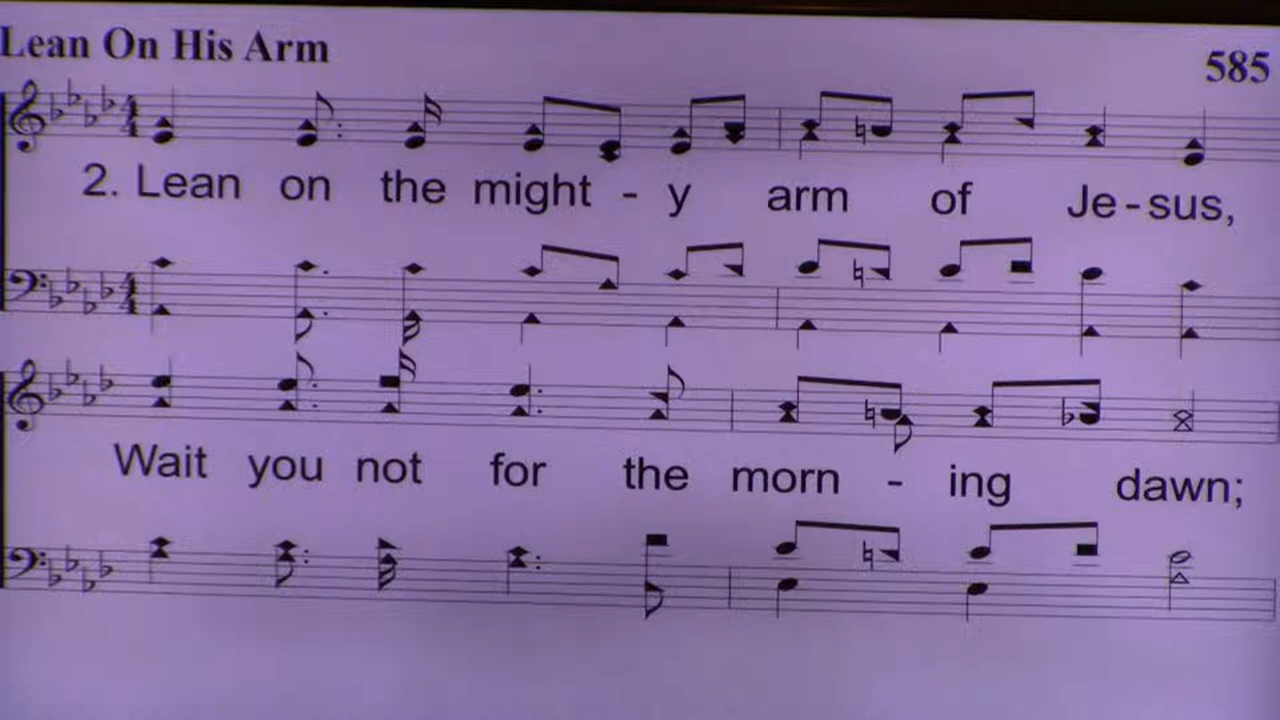 Lean On His Arm 585
2. Lean on the might - y arm of Je - sus,
Wait you not for the morn - ing dawn;